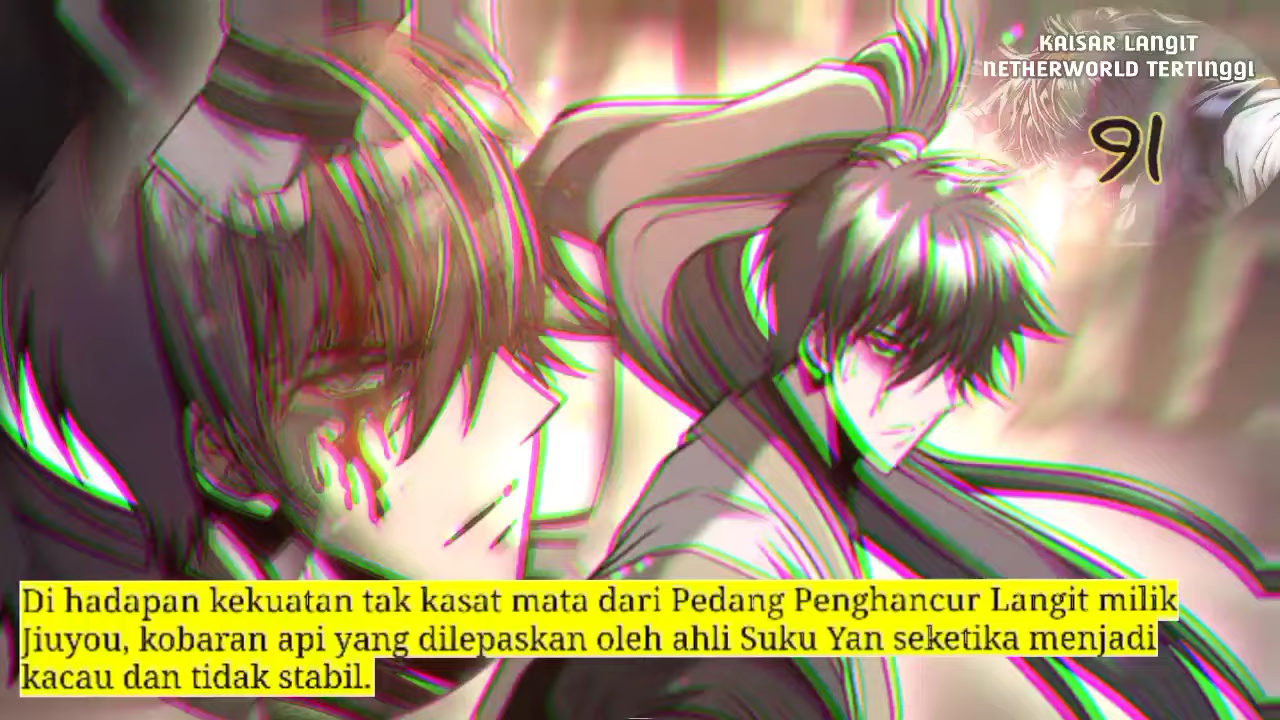 KAISAR LANGIT
NETHERWORLD TERTINGGI
91
Di hadapan kekuatan tak kasat mata dari Pedang Penghancur Langit milik
Jiuyou, kobaran api yang dilepaskan oleh ahli Suku Yan seketika menjadi
kacau dan tidak stabil.